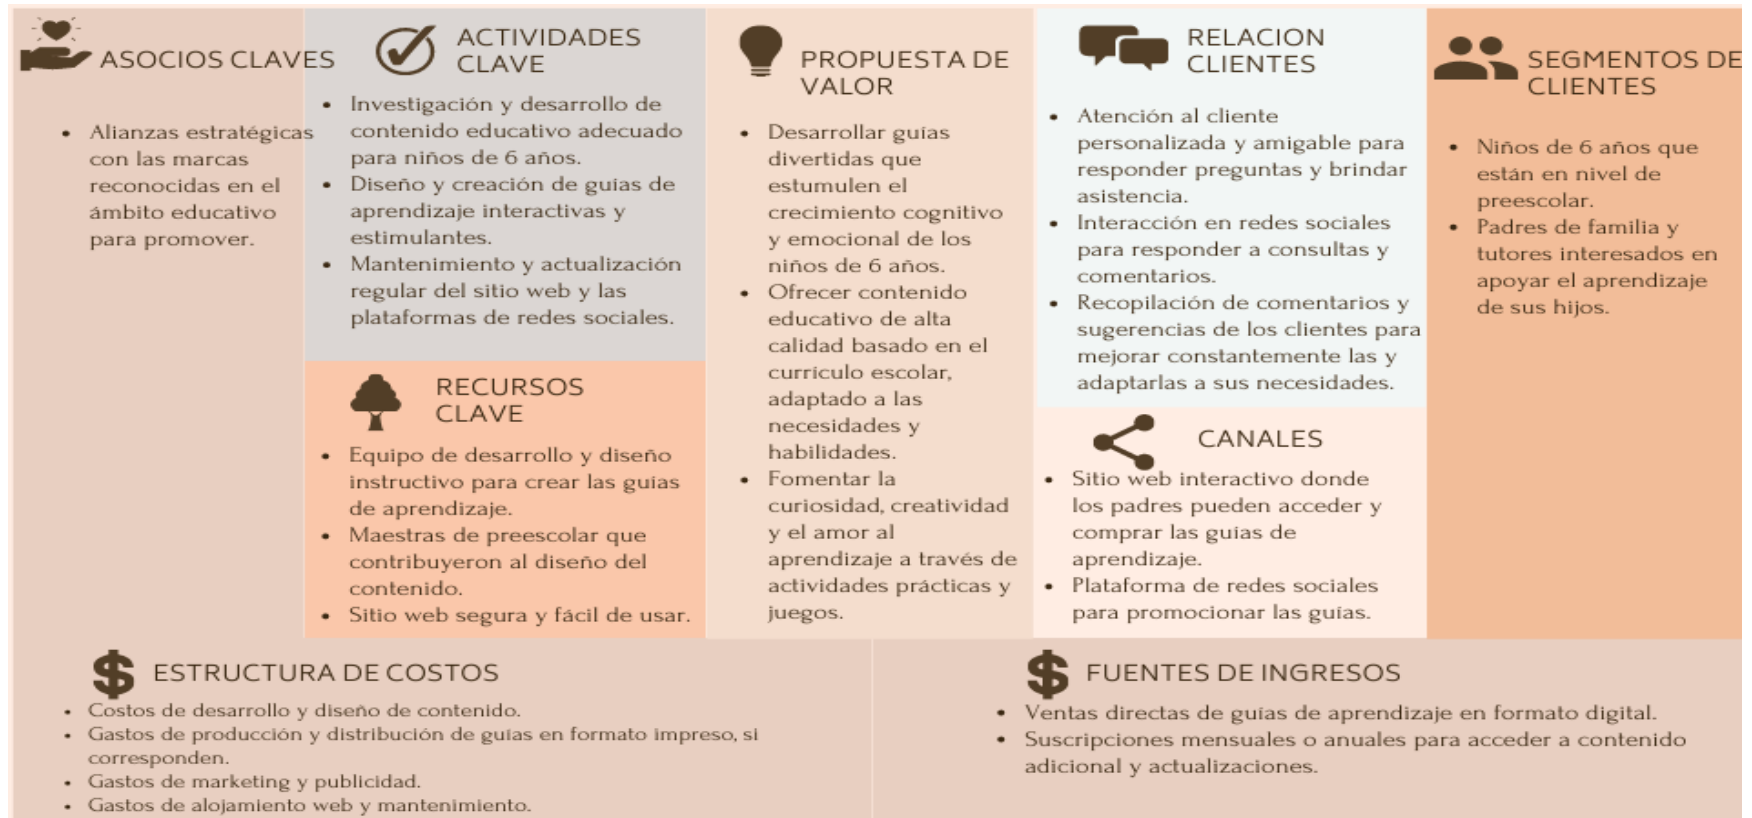 ASOCIOS CLAVES
• Alianzas estratégicas
con las marcas
reconocidas en el
ámbito educativo
para promover.
ACTIVIDADES
CLAVE
• Investigación y desarrollo de
contenido educativo adecuado
para niños de 6 años.
• Diseño y creación de guías de
aprendizaje interactivas y
estimulantes.
• Mantenimiento y actualización
regular del sitio web y las
plataformas de redes sociales.
RECURSOS
CLAVE
• Equipo de desarrollo y diseño
instructivo para crear las guías
de aprendizaje.
• Maestras de preescolar que
contribuyeron al diseño del
contenido.
• Sitio web segura y fácil de usar.
PROPUESTA DE
VALOR
• Desarrollar guías
divertidas que
estumulen el
crecimiento cognitivo
y emocional de los
niños de 6 años.
• Ofrecer contenido
educativo de alta
calidad basado en el
currículo escolar,
adaptado a las
necesidades y
habilidades.
• Fomentar la
curiosidad, creatividad
y el amor al
aprendizaje a través de
actividades prácticas y
juegos.
RELACION
CLIENTES
• Atención al cliente
personalizada y amigable para
responder preguntas y brindar
asistencia.
• Interacción en redes sociales
para responder a consultas y
comentarios.
• Recopilación de comentarios y
sugerencias de los clientes para
mejorar constantemente las y
adaptarlas a sus necesidades.
CANALES
• Sitio web interactivo donde
los padres pueden acceder y
comprar las guías de
aprendizaje.
• Plataforma de redes sociales
para promocionar las guías.
SEGMENTOS DE
CLIENTES
• Niños de 6 años que
están en nivel de
preescolar.
• Padres de familia y
tutores interesados en
apoyar el aprendizaje
de sus hijos.
ESTRUCTURA DE COSTOS
• Costos de desarrollo y diseño de contenido.
• Gastos de producción y distribución de guías en formato impreso, si
corresponden.
• Gastos de marketing y publicidad.
• Gastos de alojamiento web y mantenimiento.
FUENTES DE INGRESOS
• Ventas directas de guías de aprendizaje en formato digital.
• Suscripciones mensuales o anuales para acceder a contenido
adicional y actualizaciones.